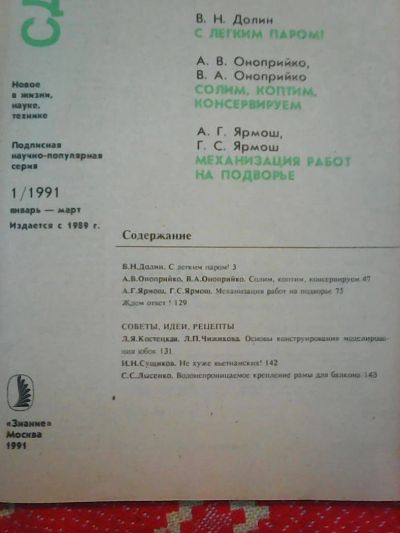 СД
В. Н. Долин
С ЛЕГКИМ ПАРОМ!
А. В. Оноприйко,
В. А. Оноприйко
СОЛИМ, КОПТИМ,
КОНСЕРВИРУЕМ
А. Г. Ярмош,
Г. С. Ярмош
МЕХАНИЗАЦИЯ РАБОТ
НА ПОДВОРЬЕ
Новое
в жизни,
науке,
технике
Подписная
научно-популярная
серия
1/1991
январь — март
Издается с 1989 г.
Содержание
В.Н.Долин. С легким паром! 3
А.В.Оноприйко, В.А.Оноприйко. Солим, коптим, консервируем 47
А.Г.Ярмош, Г.С.Ярмош. Механизация работ на подворье 75
Ждем ответ! 129
СОВЕТЫ, ИДЕИ, РЕЦЕПТЫ
Л.Я.Костецкая, Л.П.Чижикова. Основы конструирования моделирова-
ния юбок 131
И.Н.Сущиков. Не хуже вьетнамских! 142
С.С.Лысенко. Водонепроницаемое крепление рамы для балкона 143
«Знание»
Москва
1991